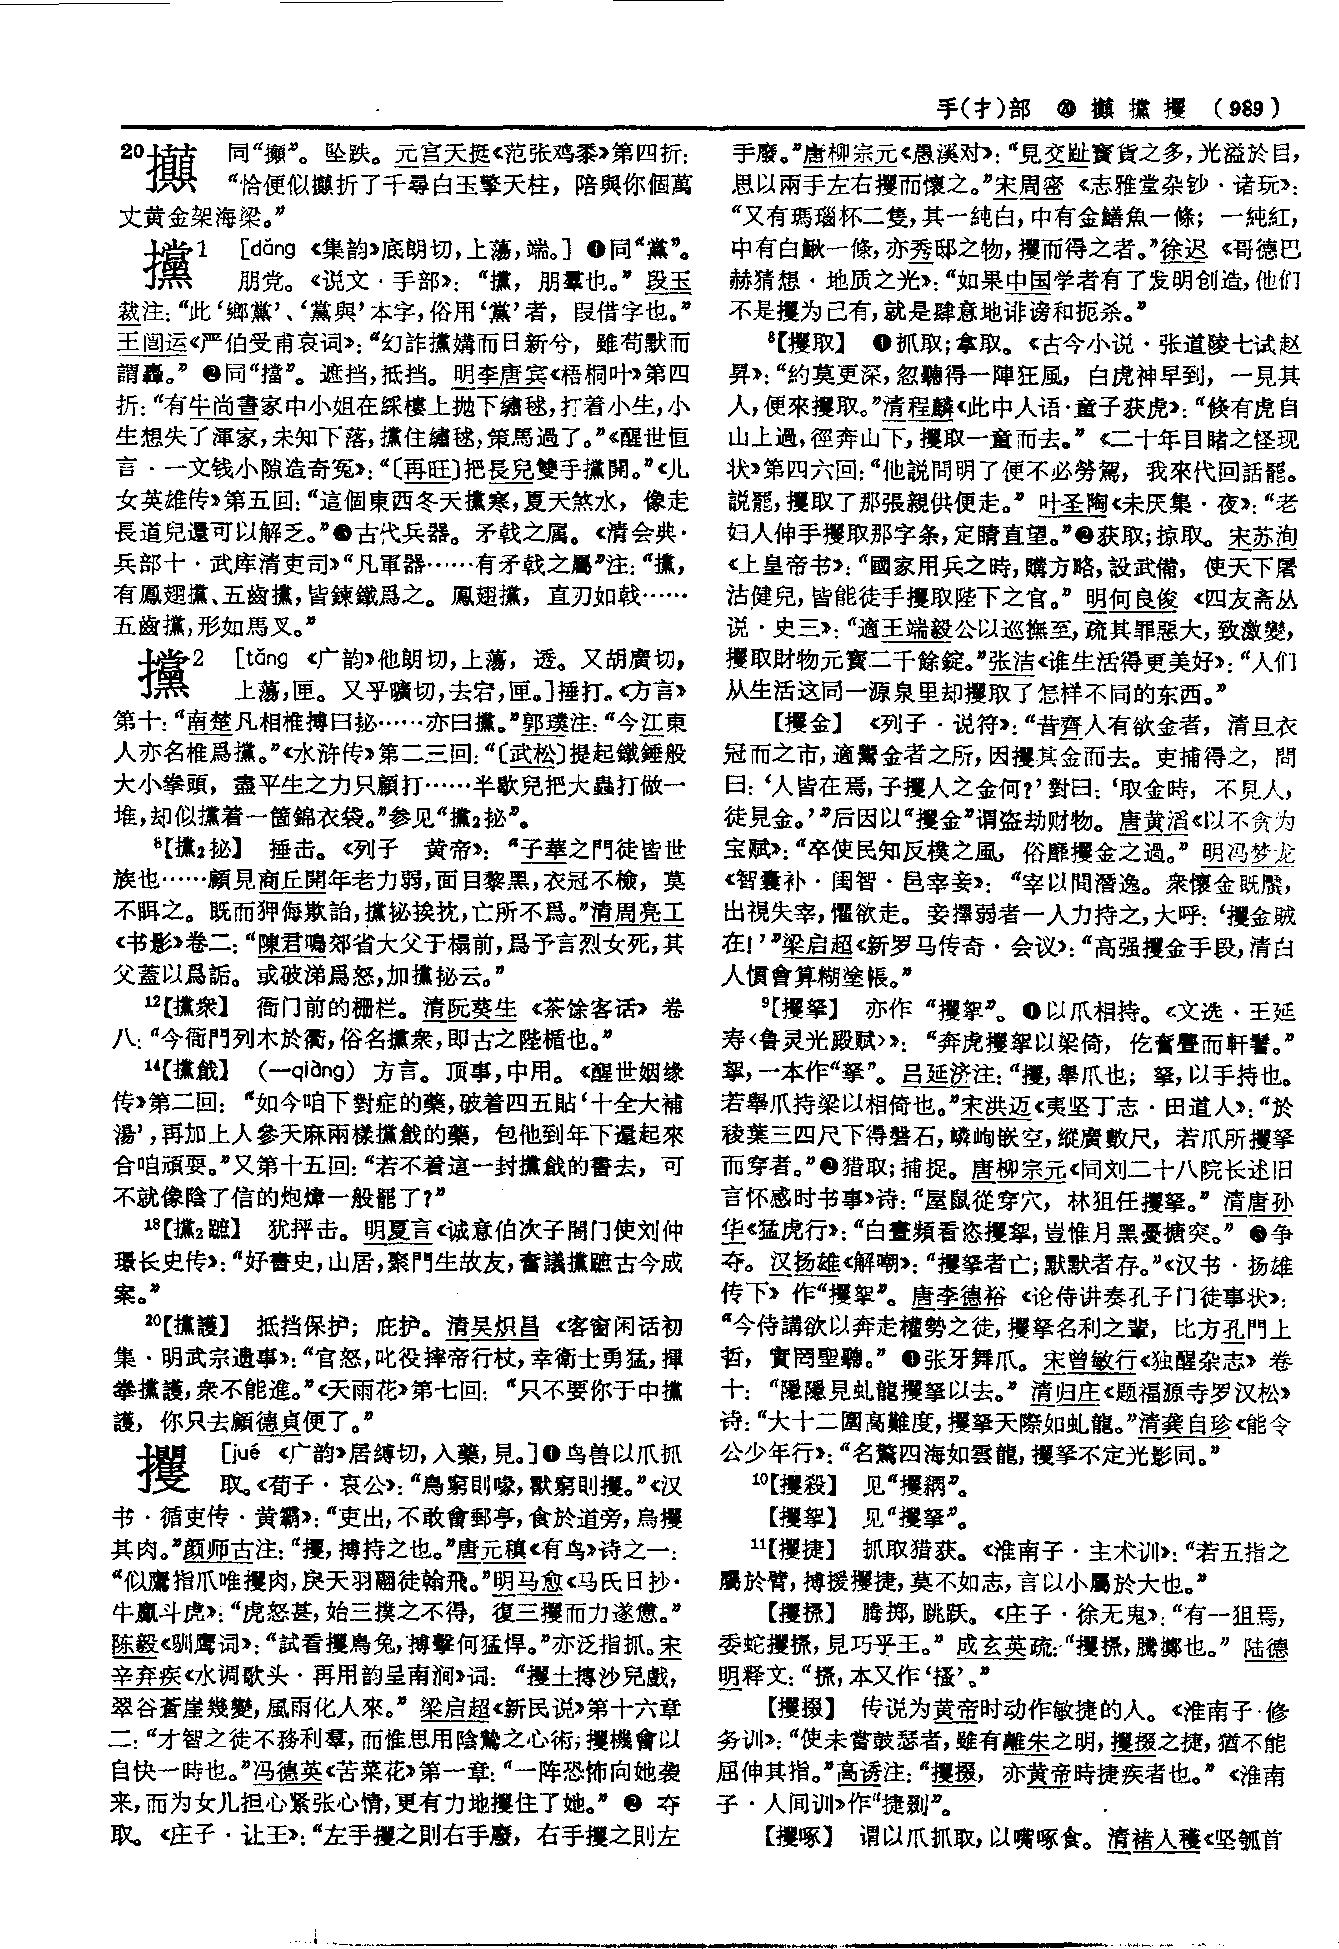 手(扌)部 ⑳ 攧 攩 攫 (989)
20攧 同“攧”。坠跌。元宫天挺《范张鸡黍》第四折:
“恰便似攧折了千尋白玉擎天柱,陪與你個萬
丈黄金架海梁。”
攩1 [dǎng 《集韵》底朗切,上蕩,端。] ❶同“黨”。
朋党。《说文·手部》:“攩,朋羣也。”段玉
裁注:“此‘鄉黨’、‘黨與’本字,俗用‘黨’者,叚借字也。”
王闿运《严伯受甫哀词》:“幻詐攩媾而日新兮,雖苟默而
謂轟。” ❷同“擋”。遮挡,抵挡。明李唐宾《梧桐叶》第四
折:“有牛尚書家中小姐在綵樓上抛下繡毬,打着小生,小
生想失了渾家,未知下落,攩住繡毬,策馬過了。”《醒世恒
言·一文钱小隙造奇冤》:“〔再旺〕把長兒雙手攩開。”《儿
女英雄传》第五回:“這個東西冬天攩寒,夏天煞水,像走
長道兒還可以解乏。”❸古代兵器。矛戟之属。《清会典·
兵部十·武库清吏司》“凡軍器……有矛戟之屬”注:“攩,
有鳳翅攩、五齒攩,皆鍊鐵爲之。鳳翅攩,直刃如戟……
五齒攩,形如馬叉。”
攩2 [tǎng 《广韵》他朗切,上蕩,透。又胡廣切,
上蕩,匣。又乎曠切,去宕,匣。]捶打。《方言》
第十:“南楚凡相椎搏曰㧙……亦曰攩。”郭璞注:“今江東
人亦名椎爲攩。”《水浒传》第二三回:“〔武松〕提起鐵錘般
大小拳頭,盡平生之力只顧打……半歇兒把大蟲打做一
堆,却似攩着一箇錦衣袋。”参见“攩2㧙”。
8【攩2㧙】 捶击。《列子 黄帝》:“子華之門徒皆世
族也……顧見商丘開年老力弱,面目黎黑,衣冠不檢,莫
不眲之。既而狎侮欺詒,攩㧙挨抌,亡所不爲。”清周亮工
《书影》卷二:“陳君鳴郊省大父于榻前,爲予言烈女死,其
父蓋以爲詬。或破涕爲怒,加攩㧙云。”
12【攩衆】 衙门前的栅栏。清阮葵生《茶馀客话》卷
八:“今衙門列木於衢,俗名攩衆,即古之陛楯也。”
14【攩戧】 (—qiàng) 方言。顶事,中用。《醒世姻缘
传》第二回:“如今咱下對症的藥,破着四五貼‘十全大補
湯’,再加上人參天麻兩樣攩戧的藥,包他到年下還起來
合咱頑耍。”又第十五回:“若不着這一封攩戧的書去,可
不就像陰了信的炮㷮一般罷了?”
18【攩2蹠】 犹抨击。明夏言《诚意伯次子閤门使刘仲
璟长史传》:“好書史,山居,聚門生故友,奮議攩蹠古今成
案。”
20【攩護】 抵挡保护;庇护。清吴炽昌《客窗闲话初
集·明武宗遗事》:“官怒,叱役摔帝行杖,幸衛士勇猛,揮
拳攩護,衆不能進。”《天雨花》第七回:“只不要你于中攩
護,你只去顧德貞便了。”
攫 [jué 《广韵》居縛切,入藥,見。]❶鸟兽以爪抓
取。《荀子·哀公》:“鳥窮則啄,獸窮則攫。”《汉
书·循吏传·黄霸》:“吏出,不敢舍郵亭,食於道旁,烏攫
其肉。”颜师古注:“攫,搏持之也。”唐元稹《有鸟》诗之一:
“似鷹指爪唯攫肉,戾天羽翮徒翰飛。”明马愈《马氏日抄·
牛鬭斗虎》:“虎怒甚,始三撲之不得,復三攫而力遂憊。”
陈毅《驯鹰词》:“試看攫鳥兔,搏擊何猛悍。”亦泛指抓。宋
辛弃疾《水调歌头·再用韵呈南涧》词:“攫土搏沙兒戲,
翠谷蒼崖幾變,風雨化人來。”梁启超《新民说》第十六章
二:“才智之徒不務利羣,而惟思用陰鷙之心術;攫機會以
自快一時也。”冯德英《苦菜花》第一章:“一阵恐怖向她袭
来,而为女儿担心紧张心情,更有力地攫住了她。” ❷ 夺
取。《庄子·让王》:“左手攫之則右手廢,右手攫之則左
手廢。”唐柳宗元《愚溪对》:“見交趾寳貨之多,光溢於目,
思以兩手左右攫而懷之。”宋周密《志雅堂杂钞·诸玩》:
“又有瑪瑙杯二隻,其一純白,中有金鱔魚一條;一純紅,
中有白鰍一條,亦秀邸之物,攫而得之者。”徐迟《哥德巴
赫猜想·地质之光》:“如果中国学者有了发明创造,他们
不是攫为己有,就是肆意地诽谤和扼杀。”
8【攫取】 ❶抓取;拿取。《古今小说·张道陵七试赵
昇》:“約莫更深,忽聽得一陣狂風,白虎神早到,一見其
人,便來攫取。”清程麟《此中人语·童子获虎》:“倏有虎自
山上過,徑奔山下,攫取一童而去。”《二十年目睹之怪现
状》第四六回:“他説問明了便不必勞駕,我來代回話罷。
説罷,攫取了那張親供便走。”叶圣陶《未厌集·夜》:“老
妇人伸手攫取那字条,定睛直望。”❷获取;掠取。宋苏洵
《上皇帝书》:“國家用兵之時,購方略,設武備,使天下屠
沽健兒,皆能徒手攫取陛下之官。”明何良俊《四友斋丛
说·史三》:“適王端毅公以巡撫至,疏其罪惡大,致激變,
攫取財物元寳二千餘錠。”张洁《谁生活得更美好》:“人们
从生活这同一源泉里却攫取了怎样不同的东西。”
【攫金】 《列子·说符》:“昔齊人有欲金者,清旦衣
冠而之市,適鬻金者之所,因攫其金而去。吏捕得之,問
曰:‘人皆在焉,子攫人之金何?’對曰:‘取金時,不見人,
徒見金。’”后因以“攫金”谓盗劫财物。唐黄滔《以不贪为
宝赋》:“卒使民知反樸之風,俗靡攫金之過。”明冯梦龙
《智囊补·闺智·邑宰妾》:“宰以間潛逸。衆懷金既饜,
出視失宰,懼欲走。妾擇弱者一人力持之,大呼:‘攫金賊
在!’”梁启超《新罗马传奇·会议》:“高强攫金手段,清白
人慣會算糊塗帳。”
9【攫拏】 亦作“攫挐”。❶以爪相持。《文选·王延
寿〈鲁灵光殿赋〉》:“奔虎攫挐以梁倚,仡奮舋而軒鬐。”
挐,一本作“拏”。吕延济注:“攫,舉爪也;拏,以手持也。
若舉爪持梁以相倚也。”宋洪迈《夷坚丁志·田道人》:“於
稜葉三四尺下得磐石,嶙峋嵌空,縱廣數尺,若爪所攫拏
而穿者。”❷猎取;捕捉。唐柳宗元《同刘二十八院长述旧
言怀感时书事》诗:“屋鼠從穿穴,林狙任攫拏。”清唐孙
华《猛虎行》:“白晝頻看恣攫挐,豈惟月黑憂搪突。” ❸争
夺。汉扬雄《解嘲》:“攫拏者亡;默默者存。”《汉书·扬雄
传下》作“攫挐”。唐李德裕《论侍讲奏孔子门徒事状》:
“今侍講欲以奔走權勢之徒,攫拏名利之輩,比方孔門上
哲,實罔聖聽。” ❹张牙舞爪。宋曾敏行《独醒杂志》卷
十:“隱隱見虬龍攫拏以去。”清归庄《题福源寺罗汉松》
诗:“大十二圍高難度,攫拏天際如虬龍。”清龚自珍《能令
公少年行》:“名驚四海如雲龍,攫拏不定光影同。”
10【攫殺】 见“攫䋈”。
【攫挐】 见“攫拏”。
11【攫捷】 抓取猎获。《淮南子·主术训》:“若五指之
屬於臂,搏援攫捷,莫不如志,言以小屬於大也。”
【攫搎】 腾掷,跳跃。《庄子·徐无鬼》:“有一狙焉,
委蛇攫搎,見巧乎王。”成玄英疏:“攫搎,騰擲也。”陆德
明释文:“搎,本又作‘搔’。”
【攫掇】 传说为黄帝时动作敏捷的人。《淮南子·修
务训》:“使未嘗鼓瑟者,雖有離朱之明,攫掇之捷,猶不能
屈伸其指。”高诱注:“攫掇,亦黄帝時捷疾者也。”《淮南
子·人间训》作“捷剟”。
【攫啄】 谓以爪抓取,以嘴啄食。清褚人穫《坚瓠首